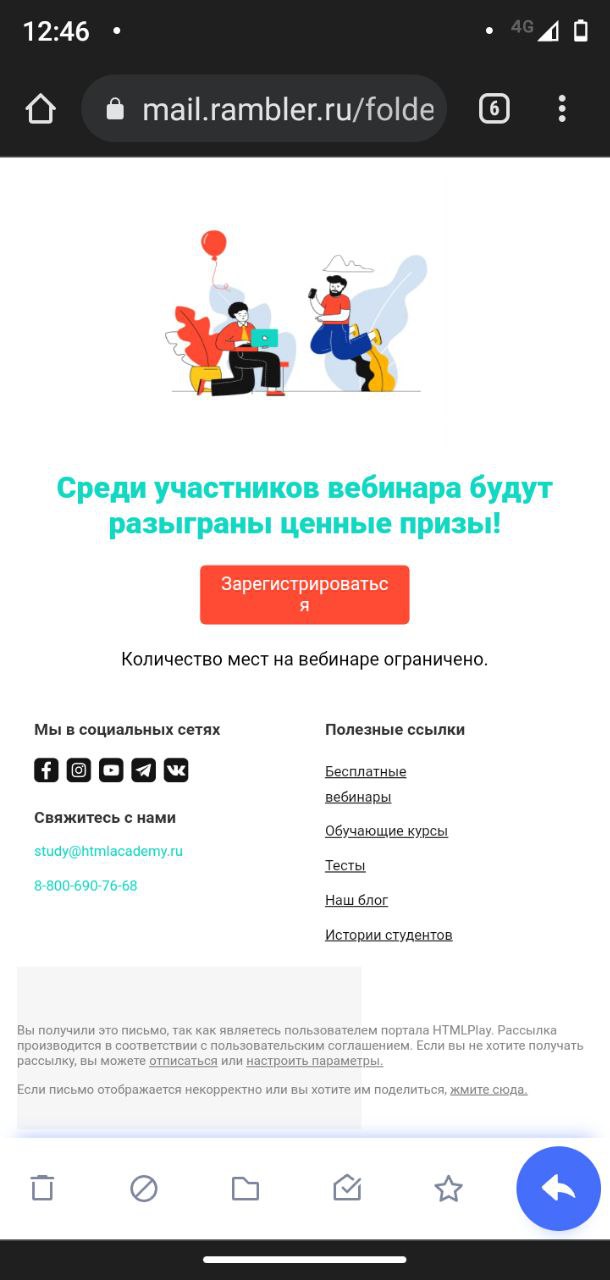 12:46
4G
mail.rambler.ru/folde
6
Среди участников вебинара будут
разыграны ценные призы!
Зарегистрироватьс
я
Количество мест на вебинаре ограничено.
Мы в социальных сетях
Свяжитесь с нами
study@htmlacademy.ru
8-800-690-76-68
Полезные ссылки
Бесплатные
вебинары
Обучающие курсы
Тесты
Наш блог
Истории студентов
Вы получили это письмо, так как являетесь пользователем портала HTMLPlay. Рассылка
производится в соответствии с пользовательским соглашением. Если вы не хотите получать
рассылку, вы можете отписаться или настроить параметры.
Если письмо отображается некорректно или вы хотите им поделиться, жмите сюда.